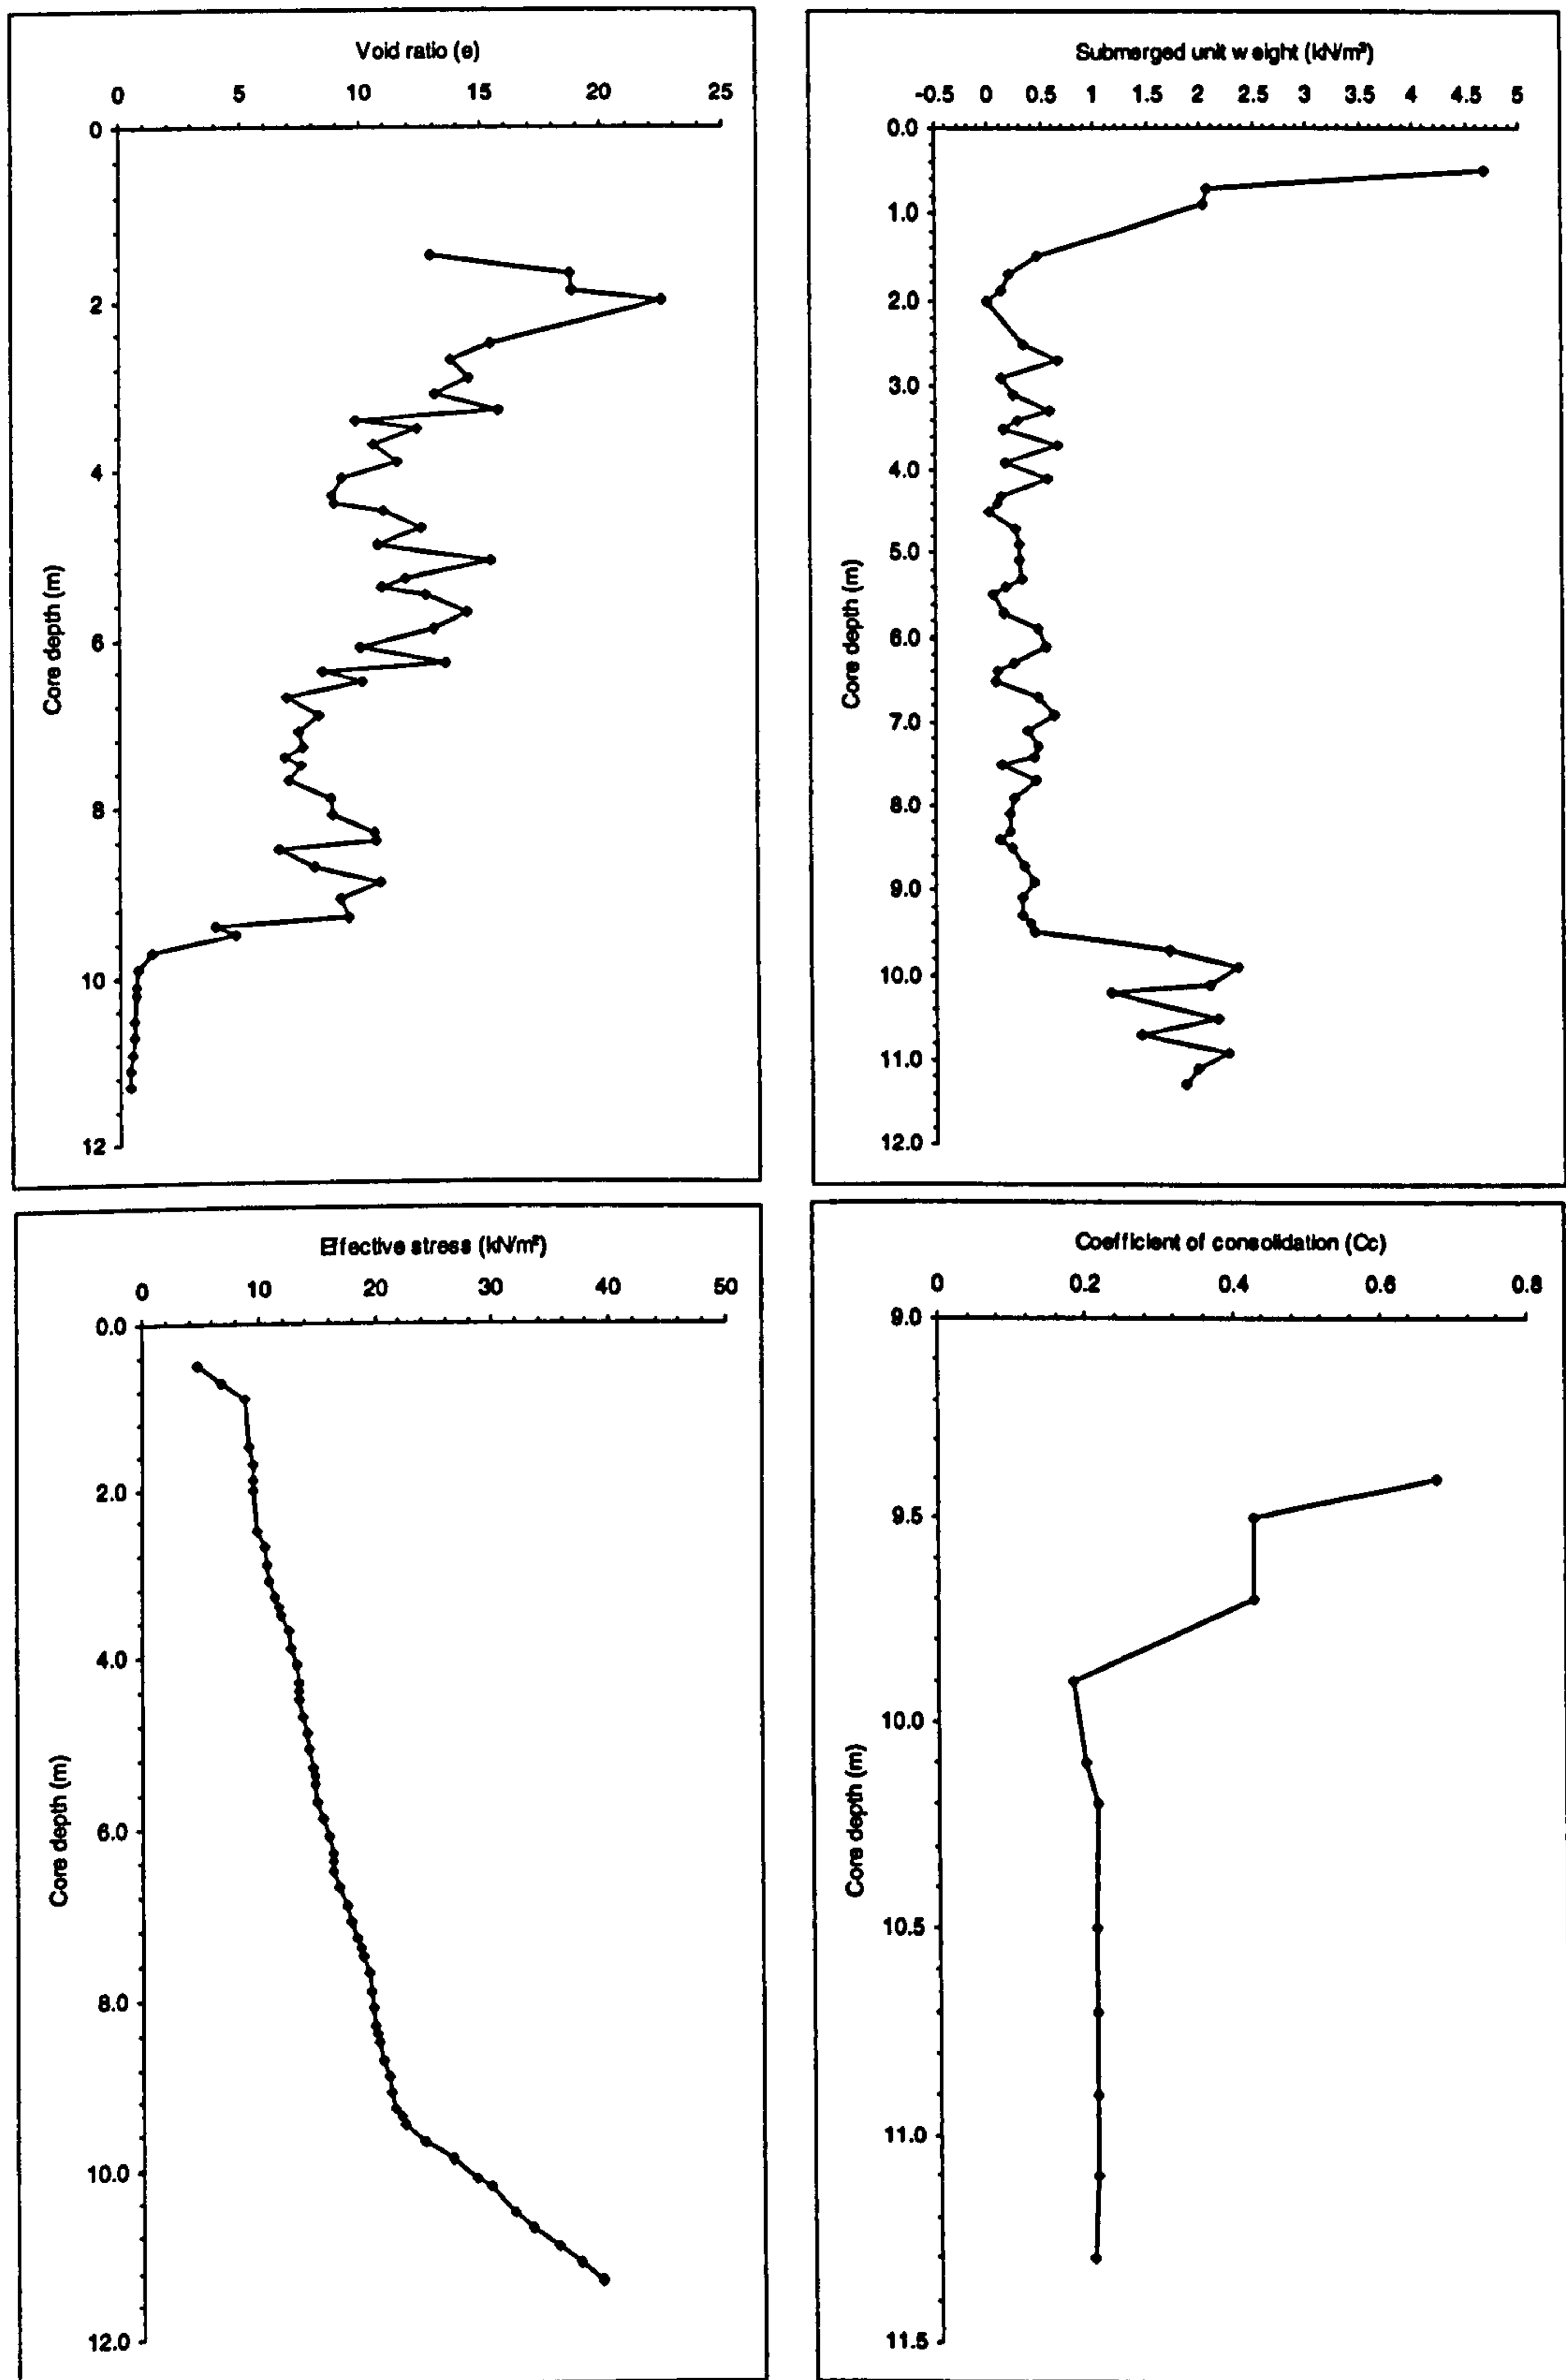 Void ratio (e)
0 5 10 15 20 25
0
2
4
6
8
10
12
Core depth (m)
Submerged unit weight (kN/m³)
-0.5 0 0.5 1 1.5 2 2.5 3 3.5 4 4.5 5
0.0
1.0
2.0
3.0
4.0
5.0
6.0
7.0
8.0
9.0
10.0
11.0
12.0
Core depth (m)
Effective stress (kN/m²)
0 10 20 30 40 50
0.0
2.0
4.0
6.0
8.0
10.0
12.0
Core depth (m)
Coefficient of consolidation (Cc)
0 0.2 0.4 0.6 0.8
9.0
9.5
10.0
10.5
11.0
11.5
Core depth (m)